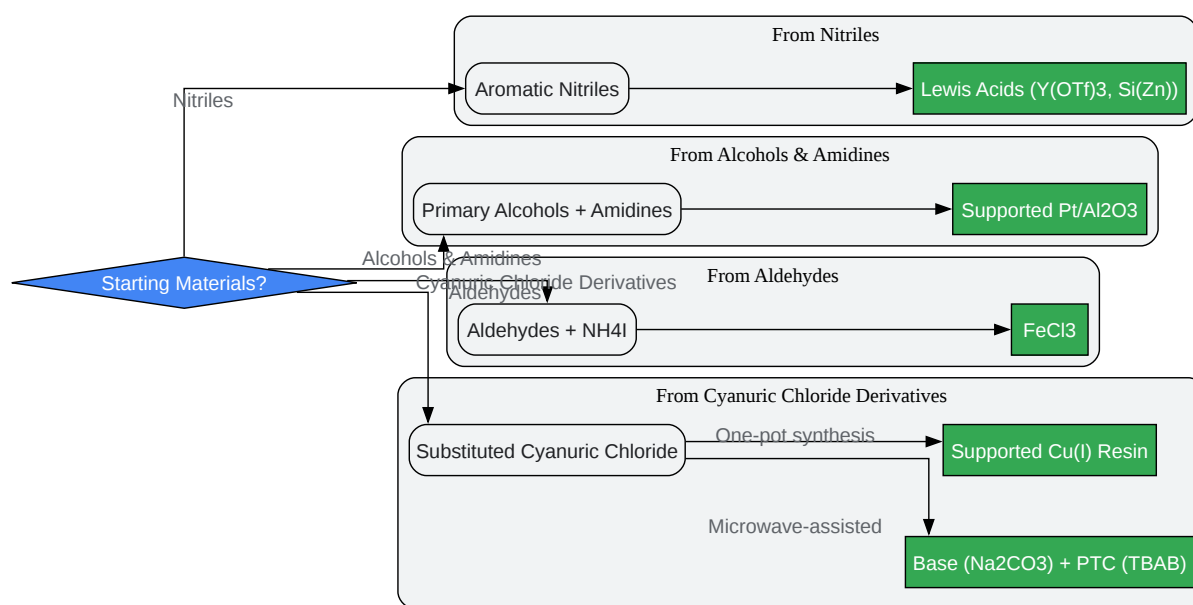 From Nitriles
Aromatic Nitriles
Lewis Acids (Y(OTf)3, Si(Zn))
Nitriles
From Alcohols & Amidines
Primary Alcohols + Amidines
Supported Pt/Al2O3
Alcohols & Amidines
Starting Materials?
Cyanuric Chloride Derivatives
Aldehydes
From Aldehydes
Aldehydes + NH4I
FeCl3
From Cyanuric Chloride Derivatives
Substituted Cyanuric Chloride
One-pot synthesis
Supported Cu(I) Resin
Microwave-assisted
Base (Na2CO3) + PTC (TBAB)